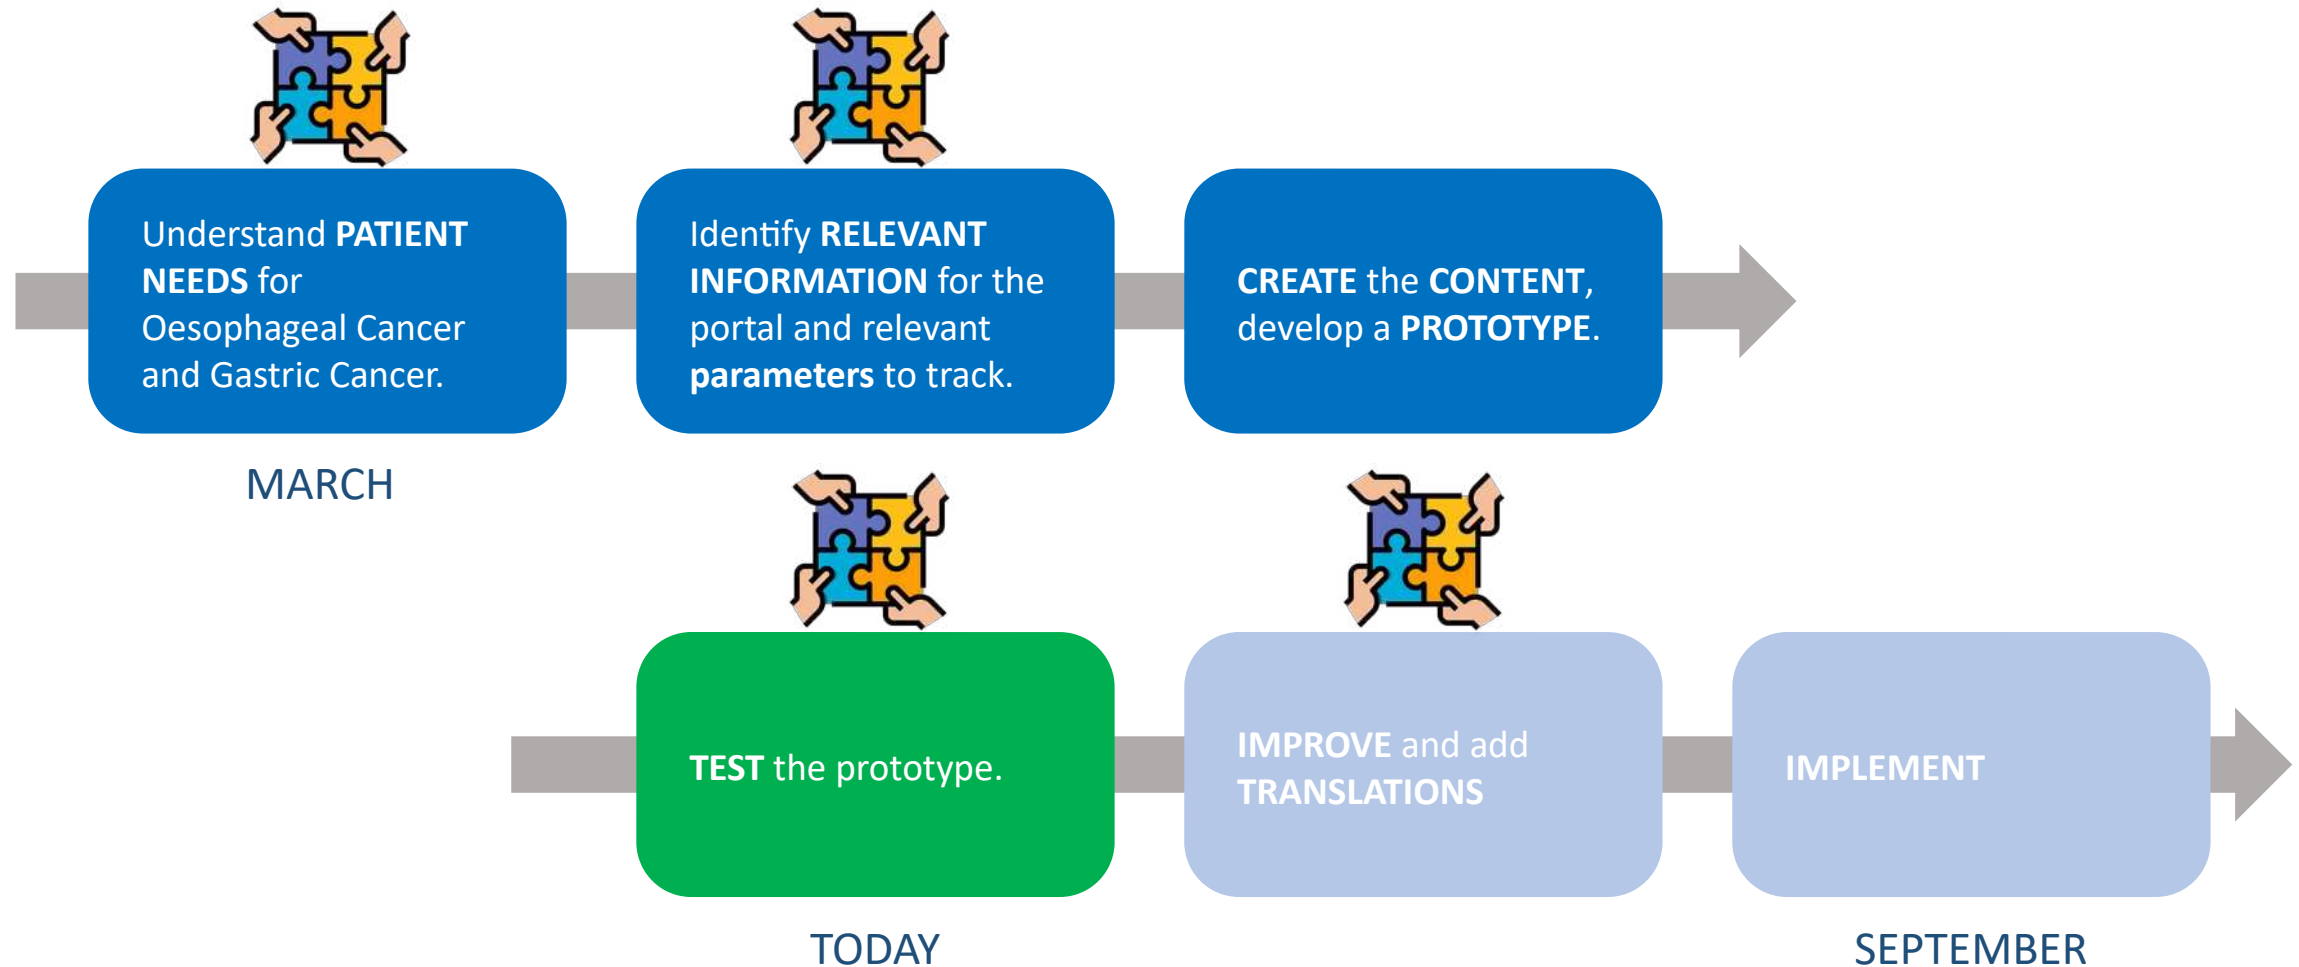 Understand PATIENT
NEEDS for
Oesophageal Cancer
and Gastric Cancer.
Identify RELEVANT
INFORMATION for the
portal and relevant
parameters to track.
CREATE the CONTENT,
develop a PROTOTYPE.
MARCH
TEST the prototype.
IMPROVE and add
TRANSLATIONS
IMPLEMENT
TODAY
SEPTEMBER